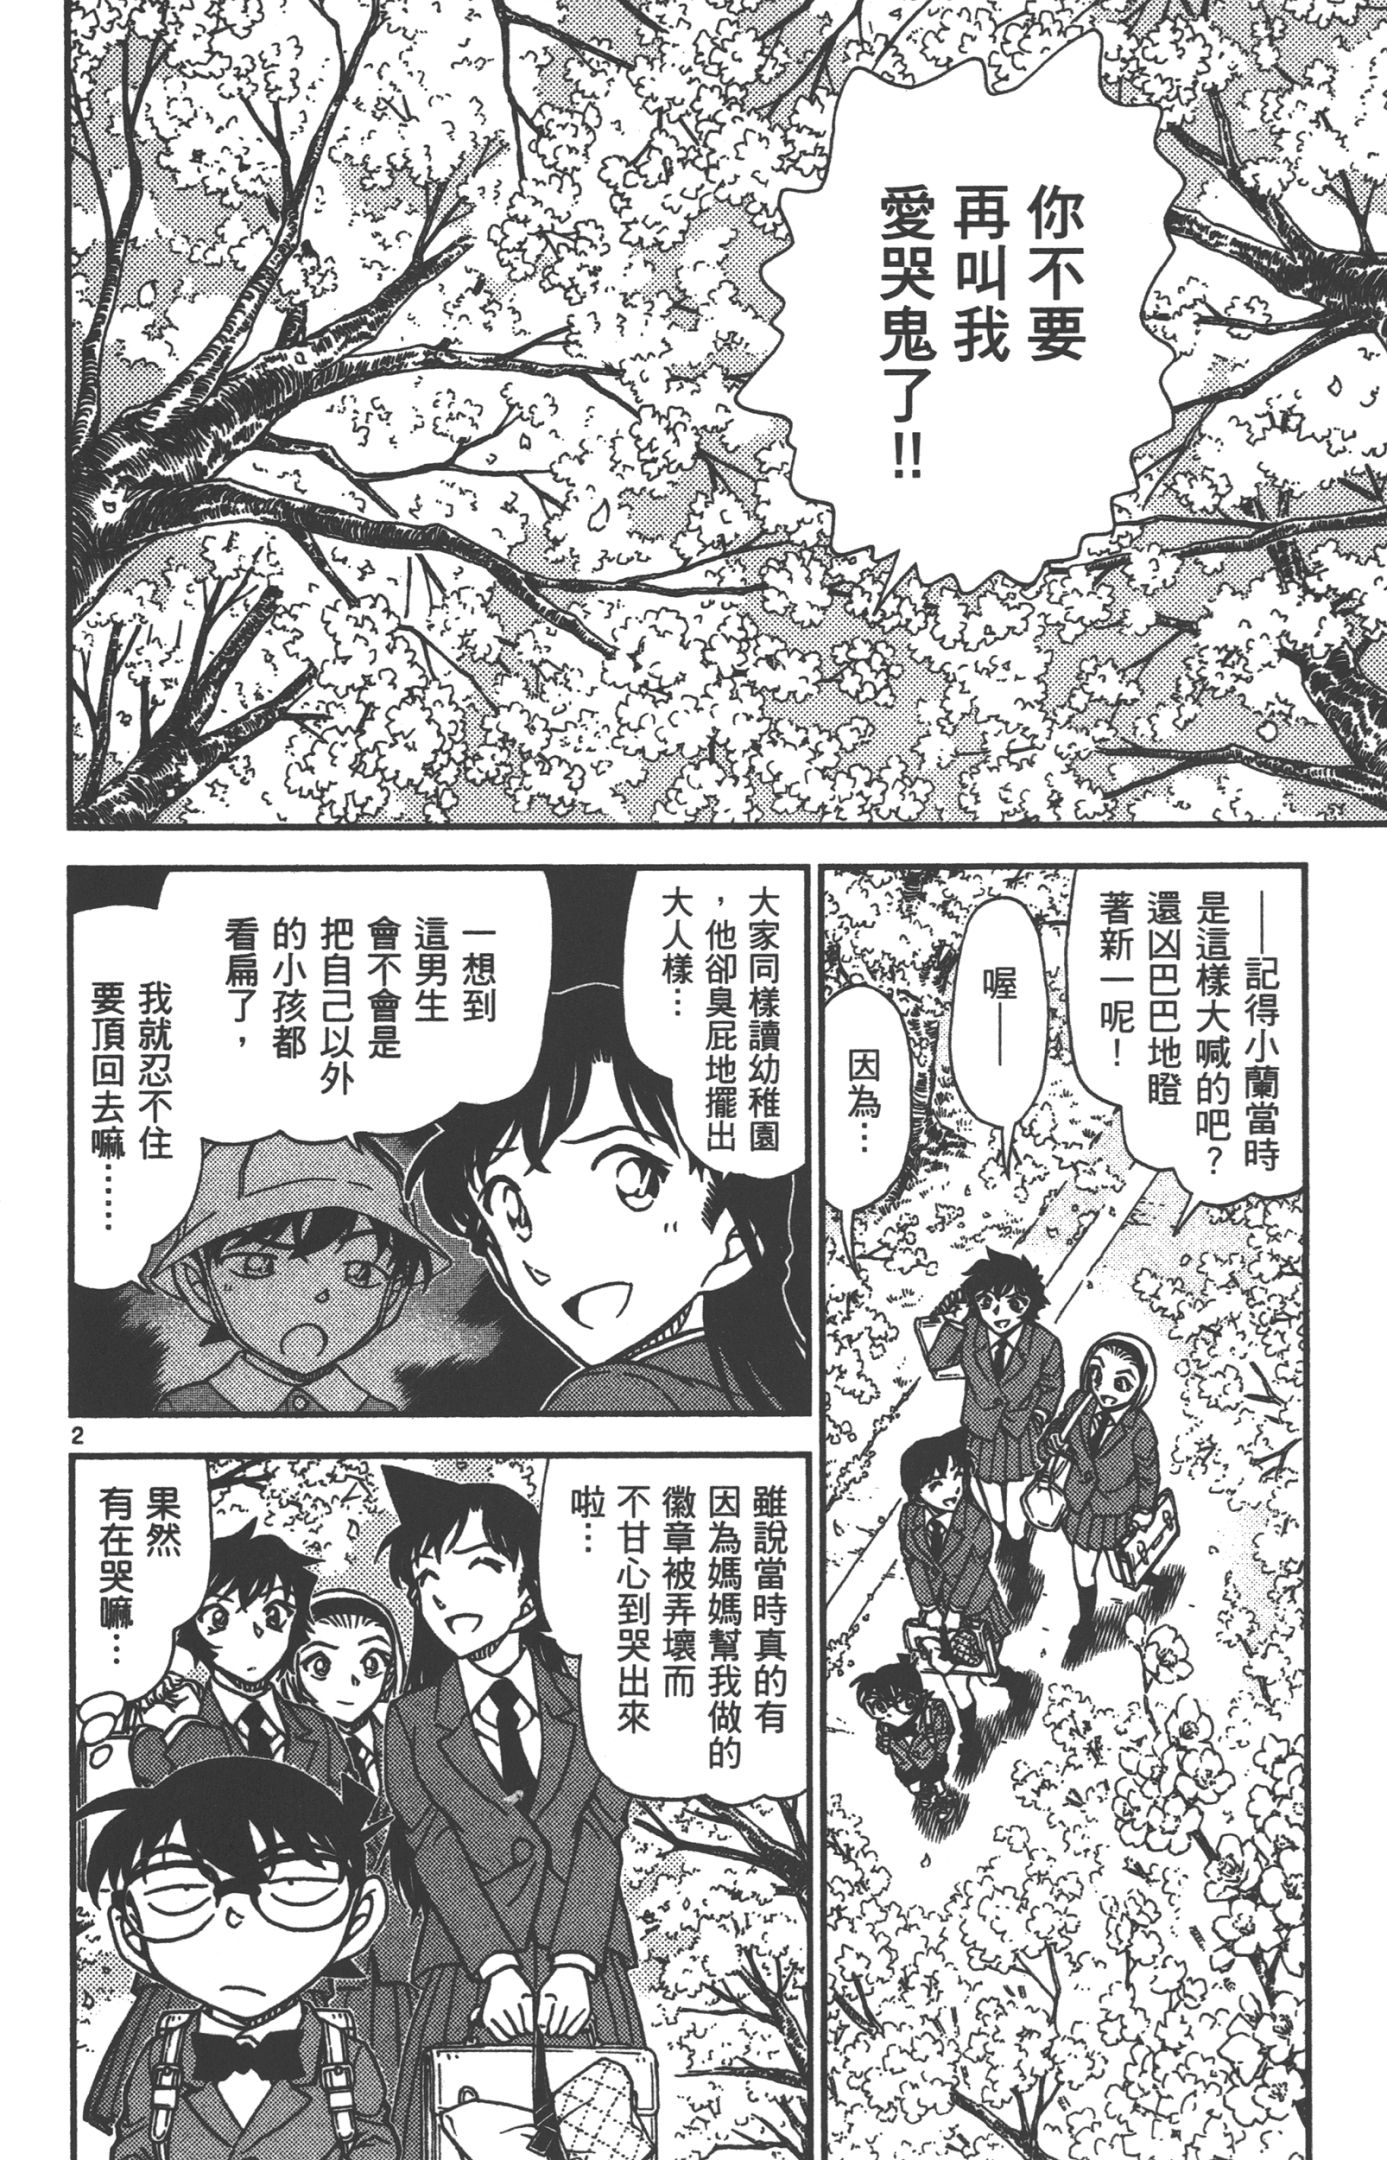 你不要
再叫我
愛哭鬼了!!
──記得小蘭當時
是這樣大喊的吧?
還凶巴巴地瞪
著新一呢!
喔──
因為…
大家同樣讀幼稚園
，他卻臭屁地擺出
大人樣…
一想到
這男生
會不會是
把自己以外
的小孩都
看扁了，
我就忍不住
要頂回去嘛……
2
雖說當時真的有
因為媽媽幫我做的
徽章被弄壞而
不甘心到哭出來
啦…
果然
有在哭嘛…